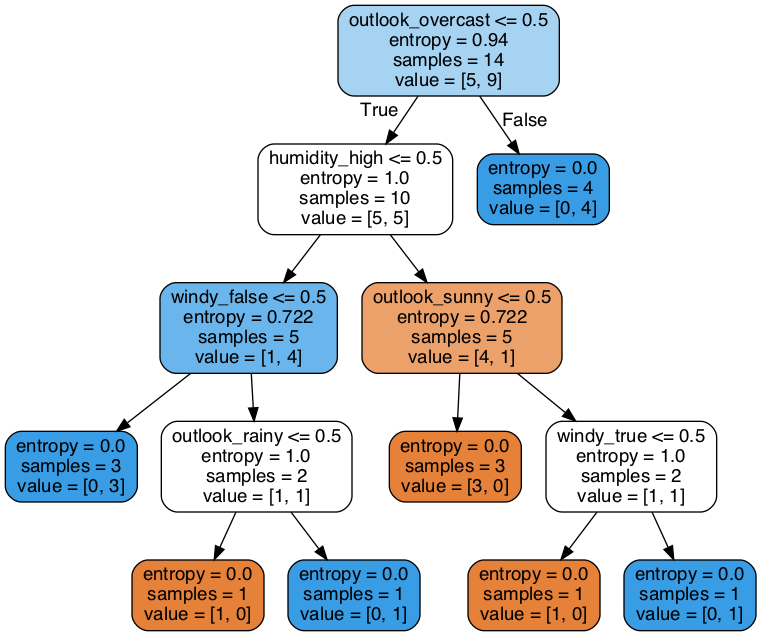 outlook_overcast <= 0.5
entropy = 0.94
samples = 14
value = [5, 9]
True
False
humidity_high <= 0.5
entropy = 1.0
samples = 10
value = [5, 5]
entropy = 0.0
samples = 4
value = [0, 4]
windy_false <= 0.5
entropy = 0.722
samples = 5
value = [1, 4]
outlook_sunny <= 0.5
entropy = 0.722
samples = 5
value = [4, 1]
entropy = 0.0
samples = 3
value = [0, 3]
outlook_rainy <= 0.5
entropy = 1.0
samples = 2
value = [1, 1]
entropy = 0.0
samples = 3
value = [3, 0]
windy_true <= 0.5
entropy = 1.0
samples = 2
value = [1, 1]
entropy = 0.0
samples = 1
value = [1, 0]
entropy = 0.0
samples = 1
value = [0, 1]
entropy = 0.0
samples = 1
value = [1, 0]
entropy = 0.0
samples = 1
value = [0, 1]